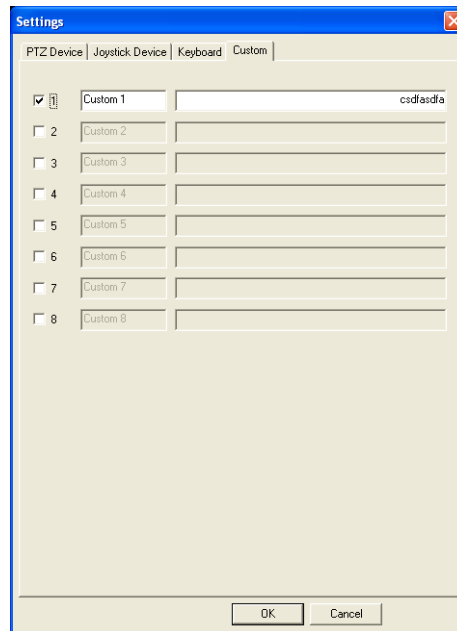 Settings
PTZ Device Joystick Device Keyboard Custom
1 Custom 1 csdfasdfa
2 Custom 2
3 Custom 3
4 Custom 4
5 Custom 5
6 Custom 6
7 Custom 7
8 Custom 8
OK Cancel